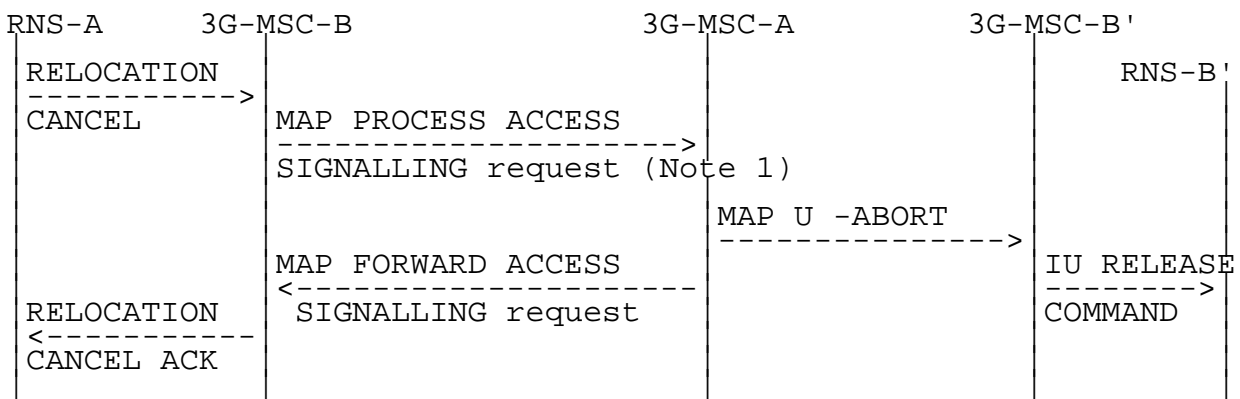 RNS-A 3G-MSC-B 3G-MSC-A 3G-MSC-B'
RELOCATION RNS-B'
----------->
CANCEL MAP PROCESS ACCESS
--------------------->
SIGNALLING request (Note 1)
MAP U -ABORT
--------------->
MAP FORWARD ACCESS IU RELEASE
<--------------------- -------->
RELOCATION SIGNALLING request COMMAND
<-----------
CANCEL ACK